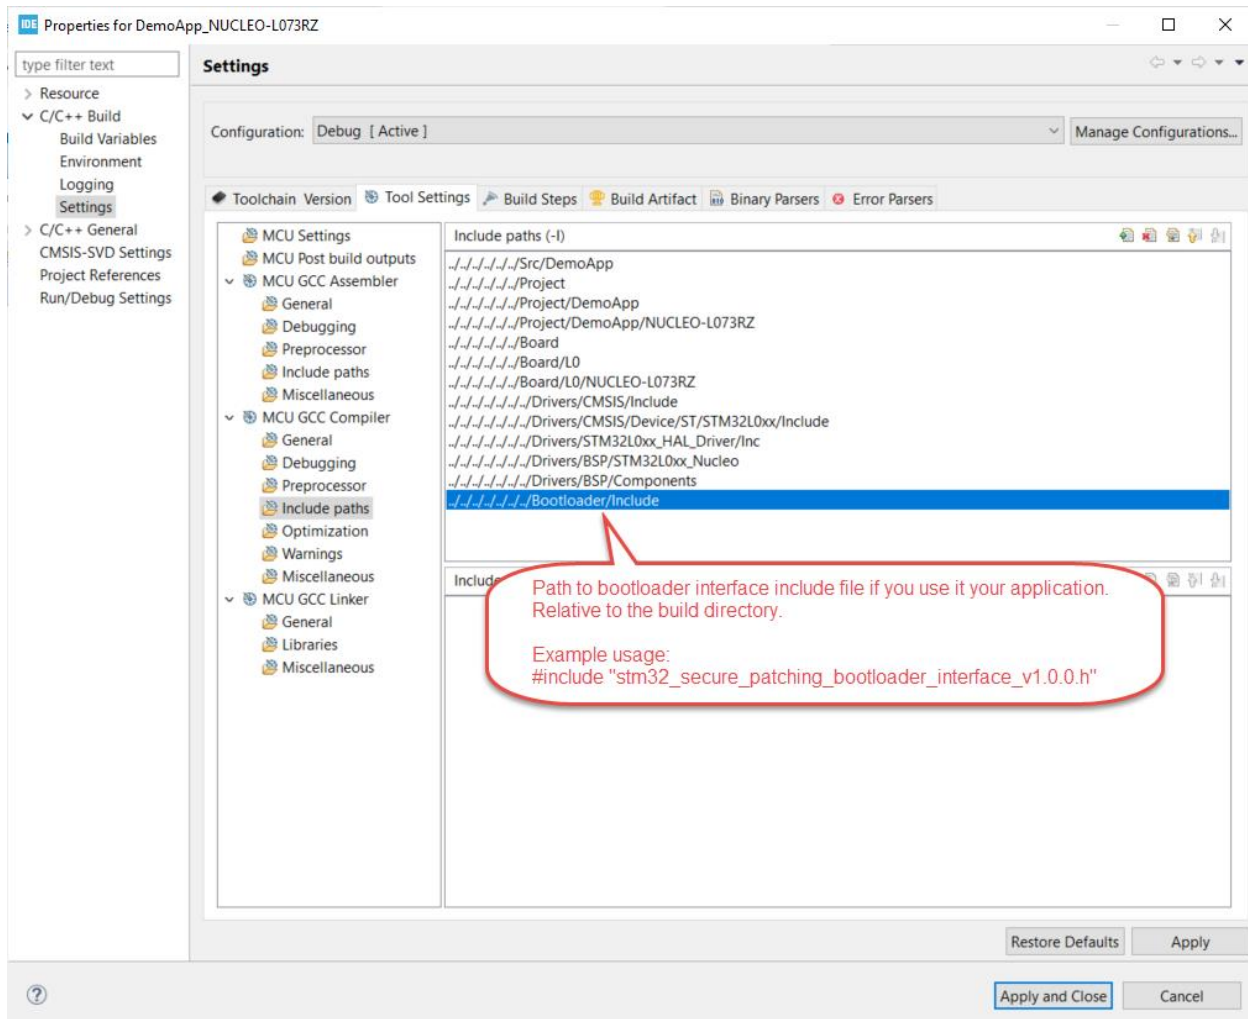 IDE Properties for DemoApp_NUCLEO-L073RZ
type filter text
Settings
Resource
C/C++ Build
Build Variables
Environment
Logging
Settings
C/C++ General
CMSIS-SVD Settings
Project References
Run/Debug Settings
Configuration: Debug [ Active ]
Manage Configurations...
Toolchain Version Tool Settings Build Steps Build Artifact Binary Parsers Error Parsers
MCU Settings
MCU Post build outputs
MCU GCC Assembler
General
Debugging
Preprocessor
Include paths
Miscellaneous
MCU GCC Compiler
General
Debugging
Preprocessor
Include paths
Optimization
Warnings
Miscellaneous
MCU GCC Linker
General
Libraries
Miscellaneous
Include paths (-I)
../../../../../../Src/DemoApp
../../../../../../Project
../../../../../../Project/DemoApp
../../../../../../Project/DemoApp/NUCLEO-L073RZ
../../../../../../Board
../../../../../../Board/L0
../../../../../../Board/L0/NUCLEO-L073RZ
../../../../../../../Drivers/CMSIS/Include
../../../../../../../Drivers/CMSIS/Device/ST/STM32L0xx/Include
../../../../../../../Drivers/STM32L0xx_HAL_Driver/Inc
../../../../../../../Drivers/BSP/STM32L0xx_Nucleo
../../../../../../../Drivers/BSP/Components
../../../../../../../Bootloader/Include
Includ
Path to bootloader interface include file if you use it your application.
Relative to the build directory.
Example usage:
#include "stm32_secure_patching_bootloader_interface_v1.0.0.h"
Restore Defaults
Apply
Apply and Close
Cancel